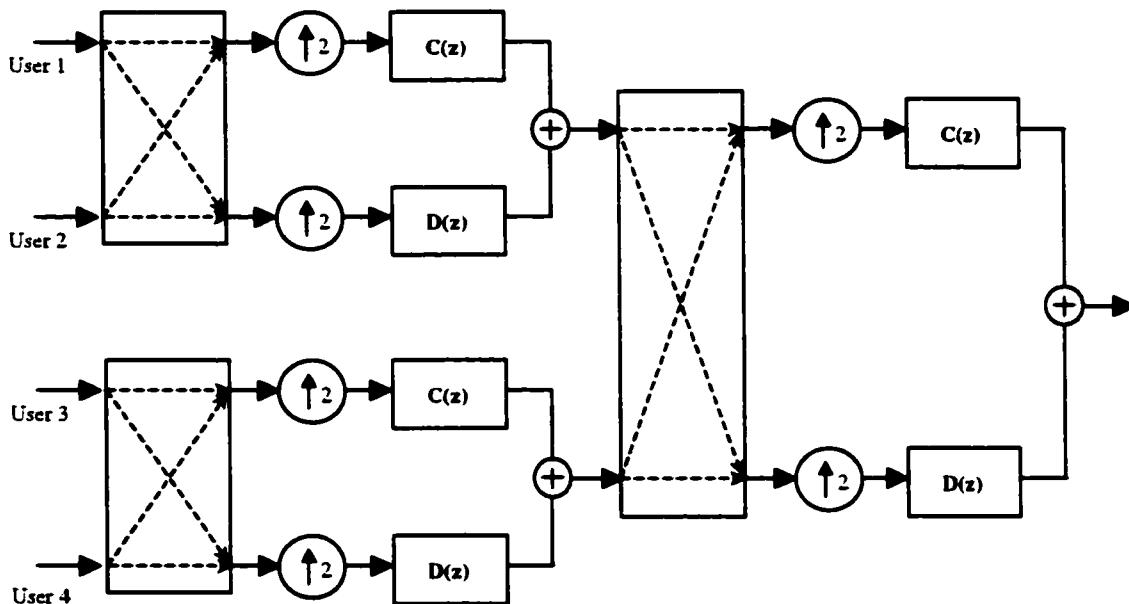 User 1
2
C(z)
User 2
2
D(z)
+
2
C(z)
User 3
2
C(z)
User 4
2
D(z)
+
2
D(z)
+